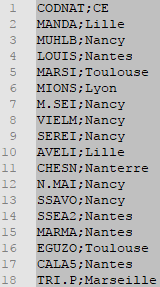 1 CODNAT;CE
2 MANDA;Lille
3 MUHLB;Nancy
4 LOUIS;Nantes
5 MARSI;Toulouse
6 MIONS;Lyon
7 M.SEI;Nancy
8 VIELM;Nancy
9 SEREI;Nancy
10 AVELI;Lille
11 CHESN;Nanterre
12 N.MAI;Nancy
13 SSAVO;Nancy
14 SSEA2;Nantes
15 MARMA;Nantes
16 EGUZO;Toulouse
17 CALA5;Nantes
18 TRI.P;Marseille